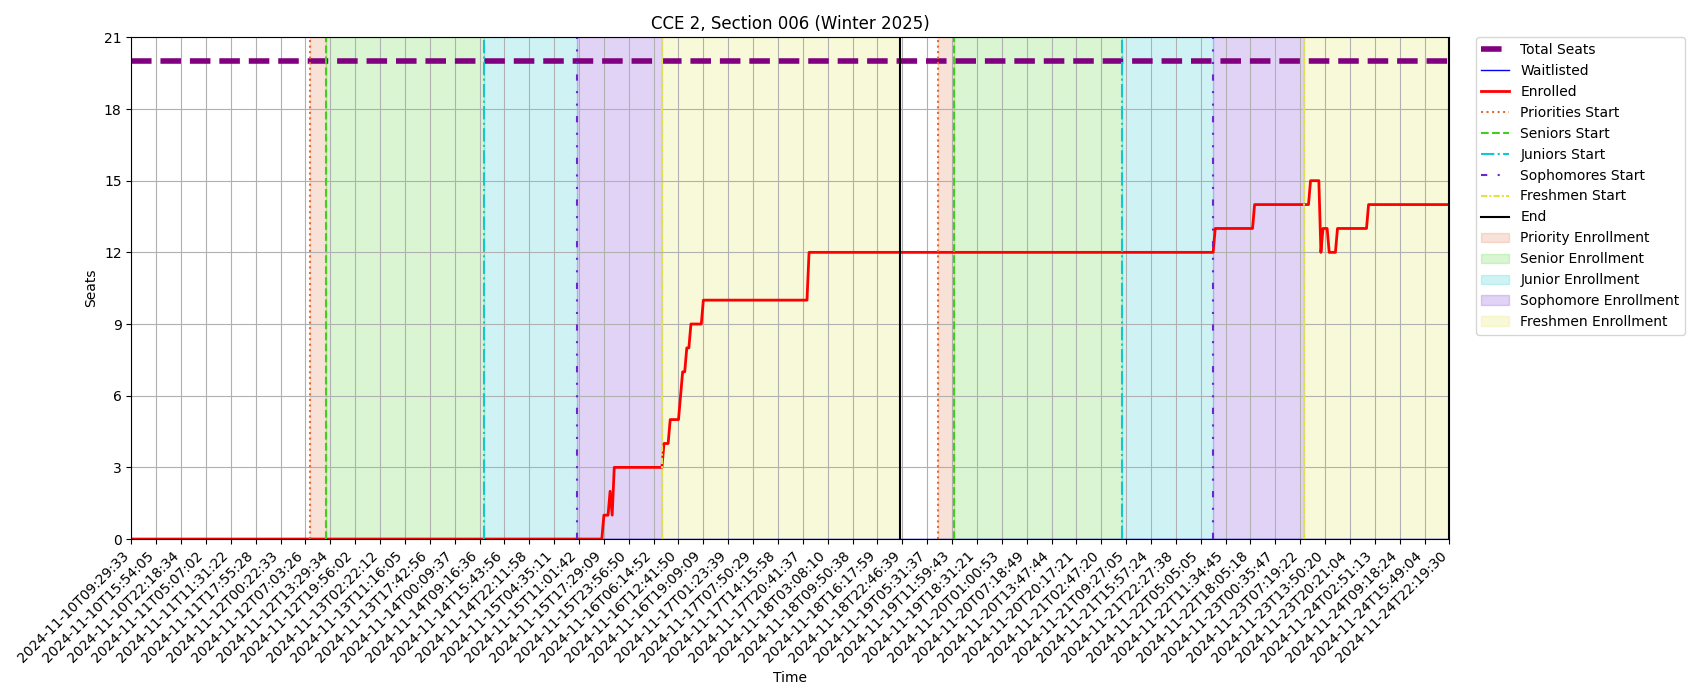 CCE 2, Section 006 (Winter 2025)
21
18
15
12
9
6
3
0
Seats
2024-11-10T09:29:33
2024-11-10T15:54:05
2024-11-10T22:18:34
2024-11-11T05:07:02
2024-11-11T11:31:22
2024-11-11T17:55:28
2024-11-12T00:22:33
2024-11-12T07:03:26
2024-11-12T13:29:34
2024-11-12T19:56:02
2024-11-13T02:22:12
2024-11-13T11:16:05
2024-11-13T17:42:56
2024-11-14T00:09:37
2024-11-14T09:16:36
2024-11-14T15:43:56
2024-11-14T22:11:58
2024-11-15T04:35:11
2024-11-15T11:01:42
2024-11-15T17:29:09
2024-11-15T23:56:50
2024-11-16T06:14:52
2024-11-16T12:41:50
2024-11-16T19:09:09
2024-11-17T01:23:39
2024-11-17T07:50:29
2024-11-17T14:15:58
2024-11-17T20:41:37
2024-11-18T03:08:10
2024-11-18T09:50:38
2024-11-18T16:17:59
2024-11-18T22:46:39
2024-11-19T05:31:37
2024-11-19T11:59:43
2024-11-19T18:31:21
2024-11-20T01:00:53
2024-11-20T07:18:49
2024-11-20T13:47:44
2024-11-20T20:17:21
2024-11-21T02:47:20
2024-11-21T09:27:05
2024-11-21T15:57:24
2024-11-21T22:27:38
2024-11-22T05:05:05
2024-11-22T11:34:45
2024-11-22T18:05:18
2024-11-23T00:35:47
2024-11-23T07:19:22
2024-11-23T13:50:20
2024-11-23T20:21:04
2024-11-24T02:51:13
2024-11-24T09:18:24
2024-11-24T15:49:04
2024-11-24T22:19:30
Time
Total Seats
Waitlisted
Enrolled
Priorities Start
Seniors Start
Juniors Start
Sophomores Start
Freshmen Start
End
Priority Enrollment
Senior Enrollment
Junior Enrollment
Sophomore Enrollment
Freshmen Enrollment